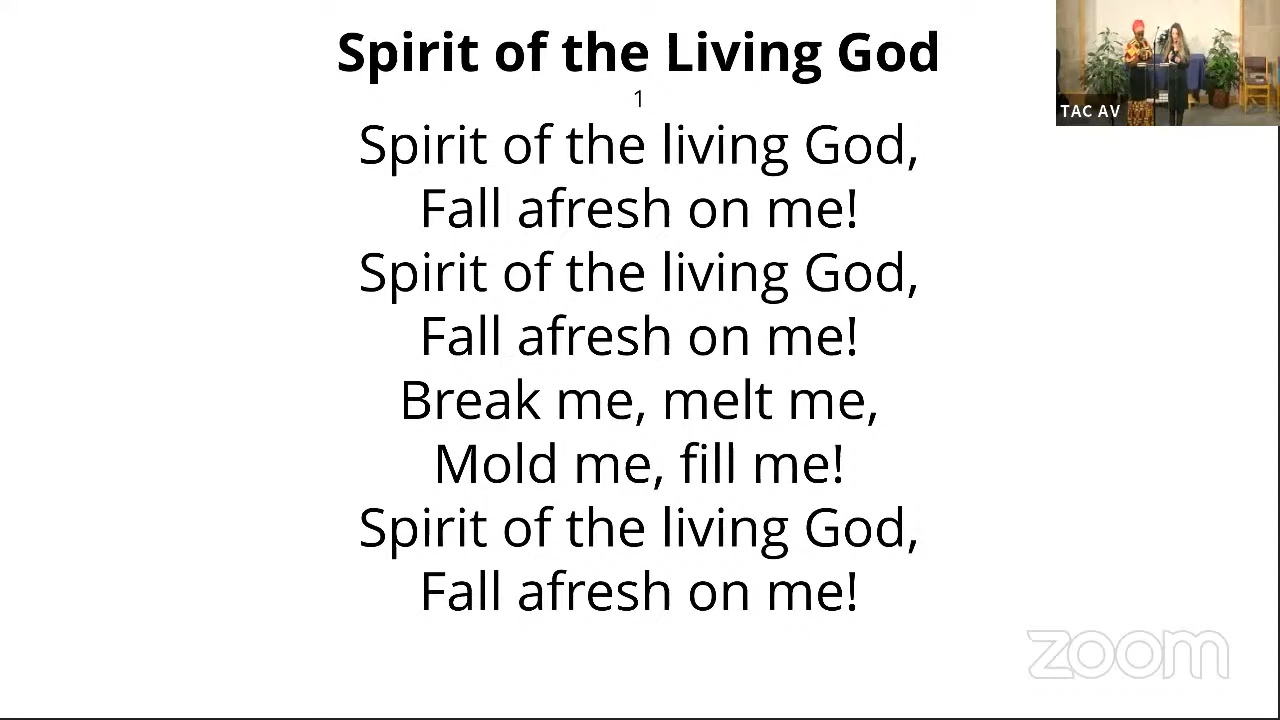 Spirit of the Living God
1
Spirit of the living God,
Fall afresh on me!
Spirit of the living God,
Fall afresh on me!
Break me, melt me,
Mold me, fill me!
Spirit of the living God,
Fall afresh on me!
TAC AV
zoom